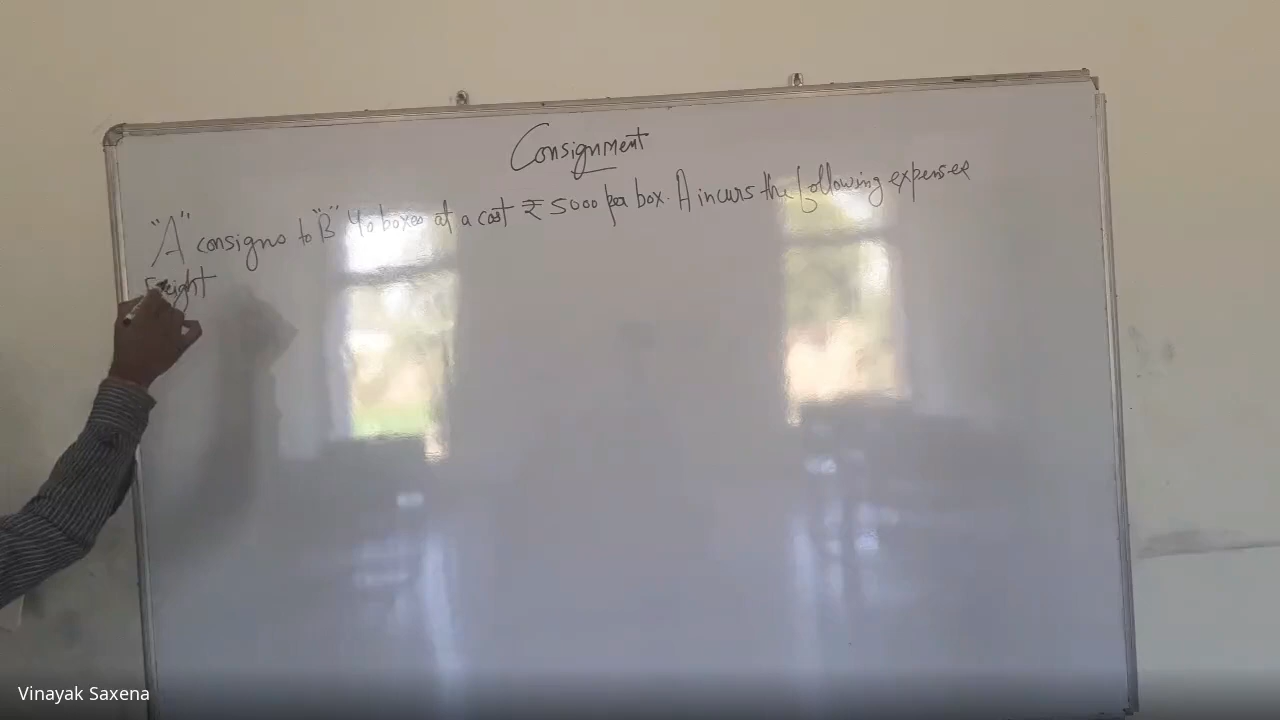 Consignment
"A" consigns to "B" 40 boxes at a cost ₹ 5000 per box. A incurs the following expenses
Freight
Vinayak Saxena